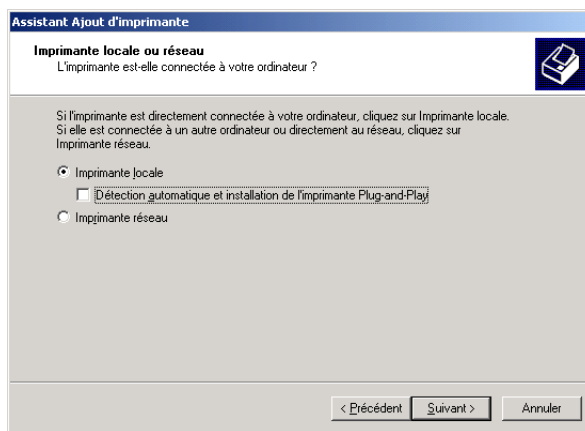 Assistant Ajout d'imprimante
Imprimante locale ou réseau
L'imprimante est-elle connectée à votre ordinateur ?
Si l'imprimante est directement connectée à votre ordinateur, cliquez sur Imprimante locale.
Si elle est connectée à un autre ordinateur ou directement au réseau, cliquez sur
Imprimante réseau.
Imprimante locale
Détection automatique et installation de l'imprimante Plug-and-Play
Imprimante réseau
< Précédent Suivant > Annuler